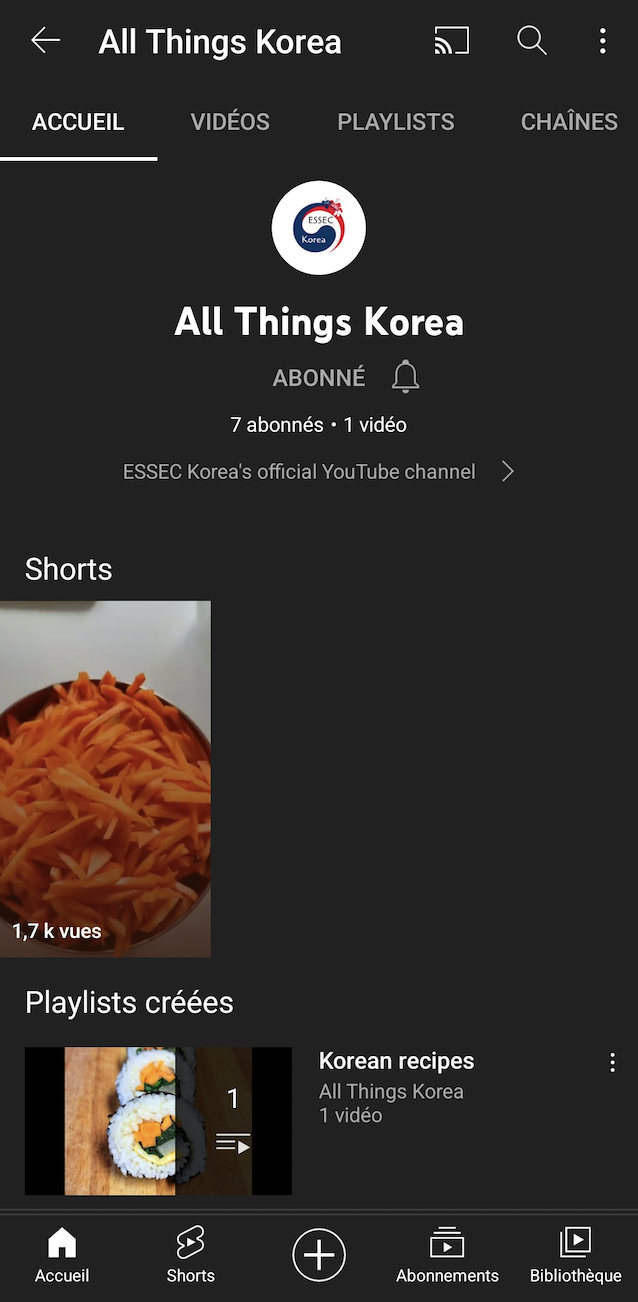 All Things Korea
ACCUEIL VIDÉOS PLAYLISTS CHAÎNES
ESSEC
Korea
All Things Korea
ABONNÉ
7 abonnés • 1 vidéo
ESSEC Korea's official YouTube channel
Shorts
1,7 k vues
Playlists créées
1
Korean recipes
All Things Korea
1 vidéo
Accueil Shorts Abonnements Bibliothèque